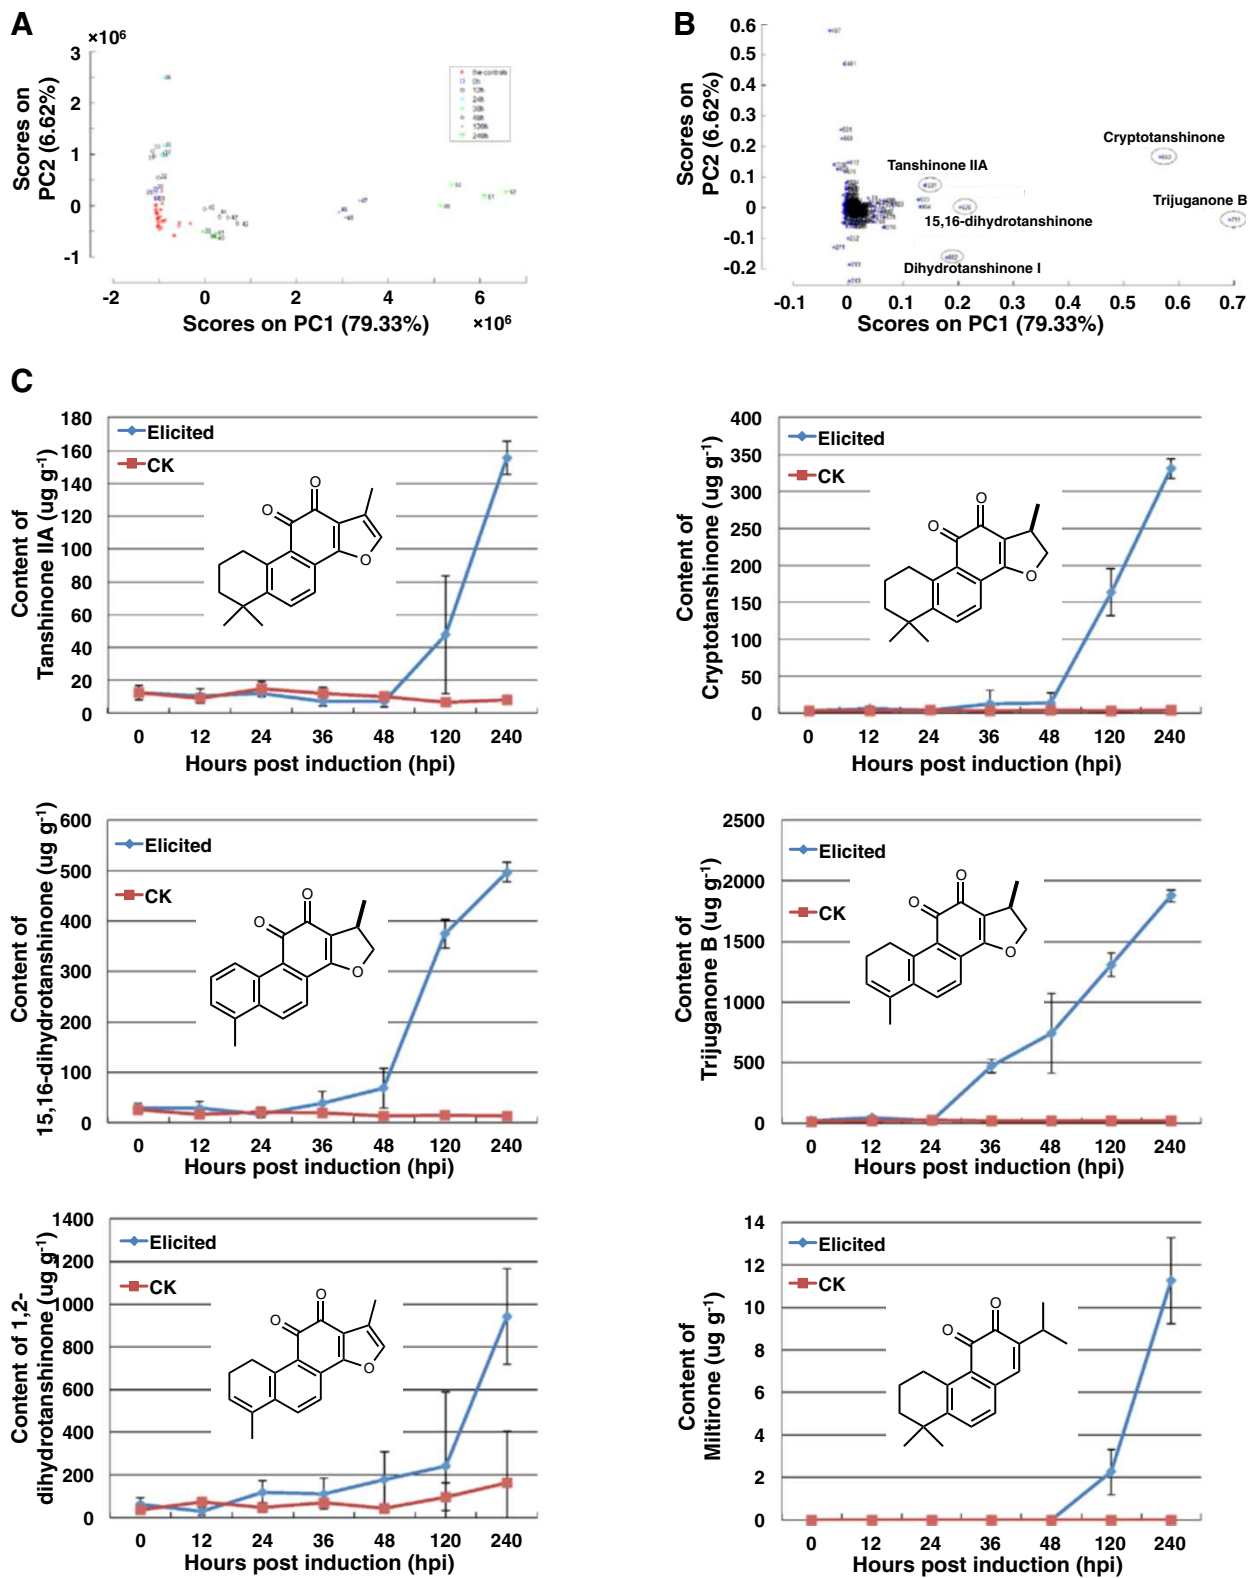 A
×10⁶
3
2
1
0
-1
Scores on
PC2 (6.62%)
the controls
0h
12h
24h
36h
48h
120h
240h
-2 0 2 4 6
Scores on PC1 (79.33%)
×10⁶
B
0.6
0.5
0.4
0.3
0.2
0.1
0
-0.1
-0.2
Scores on
PC2 (6.62%)
Cryptotanshinone
Tanshinone IIA
Trijuganone B
15,16-dihydrotanshinone
Dihydrotanshinone I
-0.1 0 0.1 0.2 0.3 0.4 0.5 0.6 0.7
Scores on PC1 (79.33%)
C
Content of
Tanshinone IIA (ug g⁻¹)
180
160
140
120
100
80
60
40
20
0
Elicited
CK
O
O
O
0 12 24 36 48 120 240
Hours post induction (hpi)
Content of
Cryptotanshinone (ug g⁻¹)
400
350
300
250
200
150
100
50
0
Elicited
CK
O
O
O
0 12 24 36 48 120 240
Hours post induction (hpi)
Content of
15,16-dihydrotanshinone (ug g⁻¹)
600
500
400
300
200
100
0
Elicited
CK
O
O
O
0 12 24 36 48 120 240
Hours post induction (hpi)
Content of
Trijuganone B (ug g⁻¹)
2500
2000
1500
1000
500
0
Elicited
CK
O
O
O
0 12 24 36 48 120 240
Hours post induction (hpi)
Content of 1,2-
dihydrotanshinone (ug g⁻¹)
1400
1200
1000
800
600
400
200
0
Elicited
CK
O
O
O
0 12 24 36 48 120 240
Hours post induction (hpi)
Content of
Miltirone (ug g⁻¹)
14
12
10
8
6
4
2
0
Elicited
CK
O
O
0 12 24 36 48 120 240
Hours post induction (hpi)